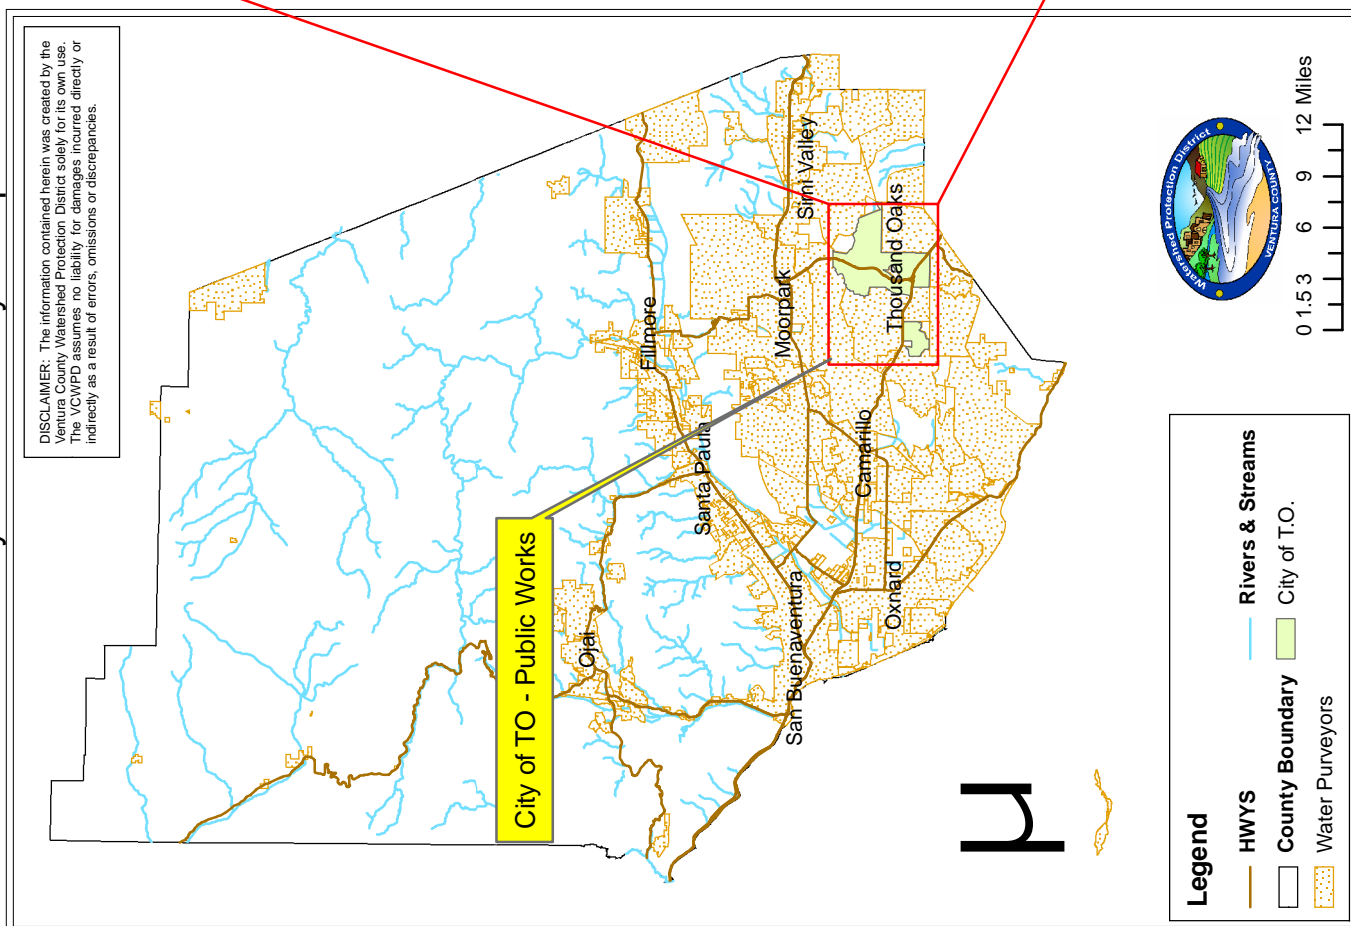 DISCLAIMER: The information contained herein was created by the
Ventura County Watershed Protection District solely for its own use.
The VCWPD assumes no liability for damages incurred directly or
indirectly as a result of errors, omissions or discrepancies.
City of TO - Public Works
Ojai
Fillmore
Santa Paula
Moorpark
Simi Valley
San Buenaventura
Camarillo
Thousand Oaks
Oxnard
µ
Watershed Protection District
VENTURA COUNTY
0 1.5 3 6 9 12 Miles
Legend
HWYS
Rivers & Streams
County Boundary
City of T.O.
Water Purveyors